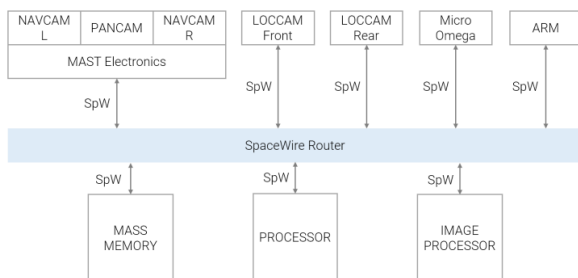 NAVCAM
L
PANCAM
NAVCAM
R
MAST Electronics
LOCCAM
Front
LOCCAM
Rear
Micro
Omega
ARM
SpW
SpW
SpW
SpW
SpW
SpaceWire Router
SpW
SpW
SpW
MASS
MEMORY
PROCESSOR
IMAGE
PROCESSOR